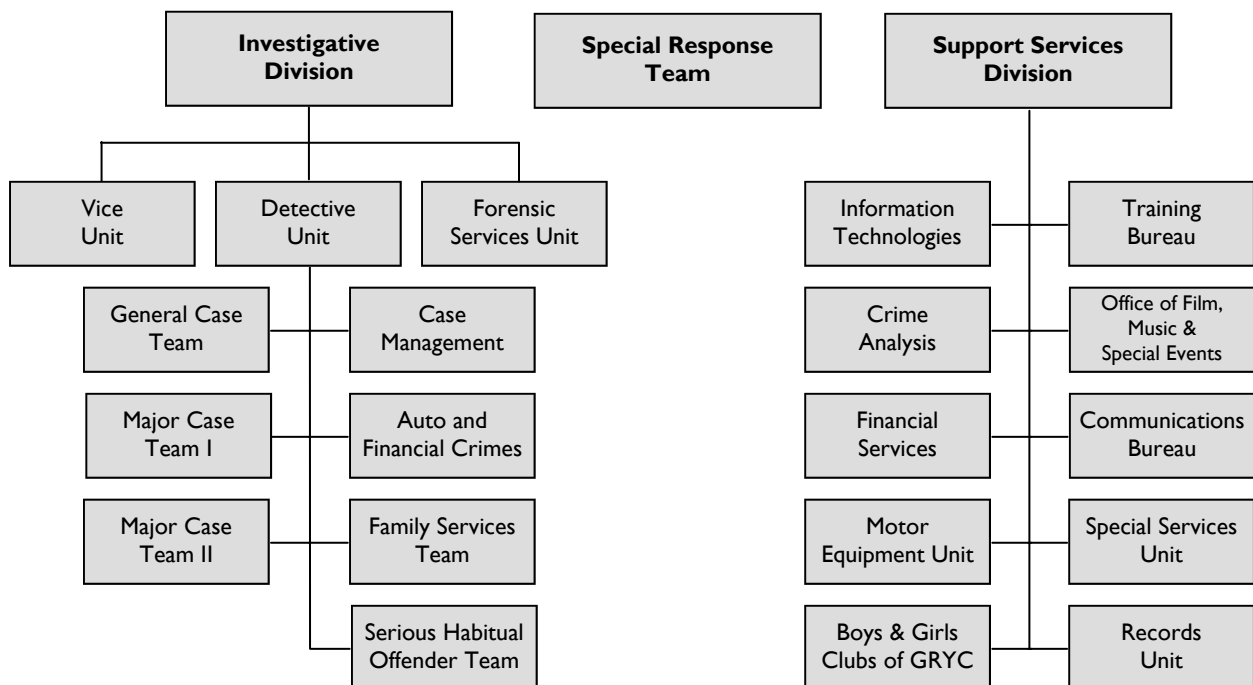 Investigative
Division
Special Response
Team
Support Services
Division
Vice
Unit
Detective
Unit
Forensic
Services Unit
Information
Technologies
Training
Bureau
General Case
Team
Case
Management
Crime
Analysis
Office of Film,
Music &
Special Events
Major Case
Team I
Auto and
Financial Crimes
Financial
Services
Communications
Bureau
Major Case
Team II
Family Services
Team
Motor
Equipment Unit
Special Services
Unit
Serious Habitual
Offender Team
Boys & Girls
Clubs of GRYC
Records
Unit